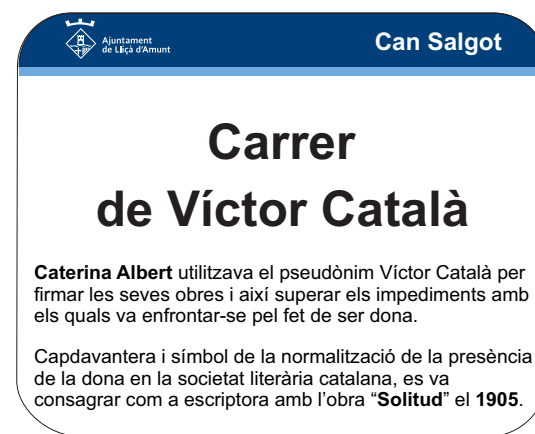 Ajuntament
de Lliçà d'Amunt
Can Salgot
Carrer
de Víctor Català
Caterina Albert utilitzava el pseudònim Víctor Català per
firmar les seves obres i així superar els impediments amb
els quals va enfrontar-se pel fet de ser dona.
Capdavantera i símbol de la normalització de la presència
de la dona en la societat literària catalana, es va
consagrar com a escriptora amb l'obra “Solitud” el 1905.